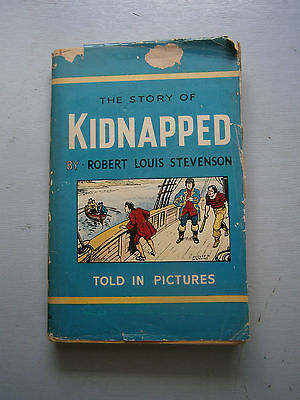 THE STORY OF
KIDNAPPED
BY ROBERT LOUIS STEVENSON
TOLD IN PICTURES